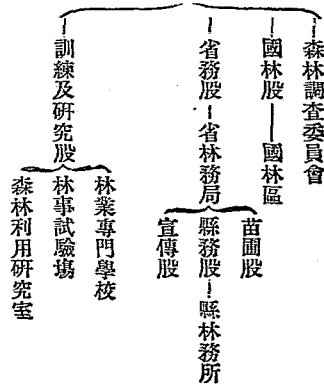 森林調查委員會
國林股
國林區
省務股
省林務局
苗圃股
縣務股
縣林務所
宣傳股
訓練及硏究股
林業專門學校
林事試驗場
森林利用硏究室